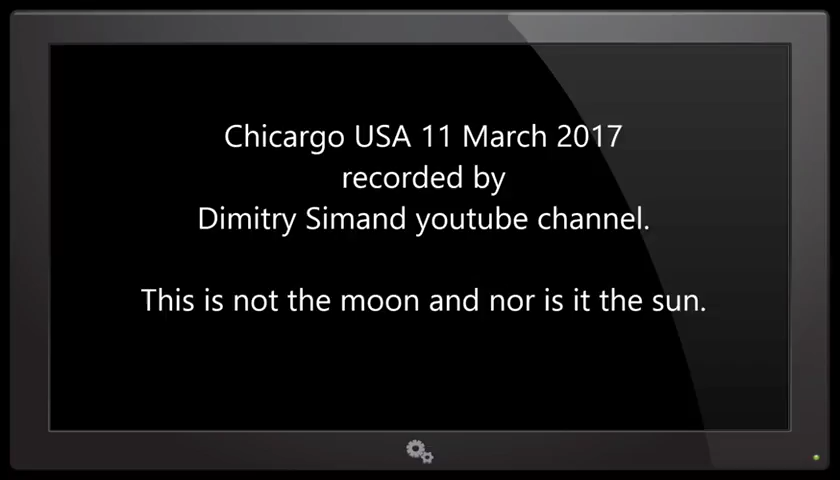 Chicargo USA 11 March 2017
recorded by
Dimitry Simand youtube channel.
This is not the moon and nor is it the sun.